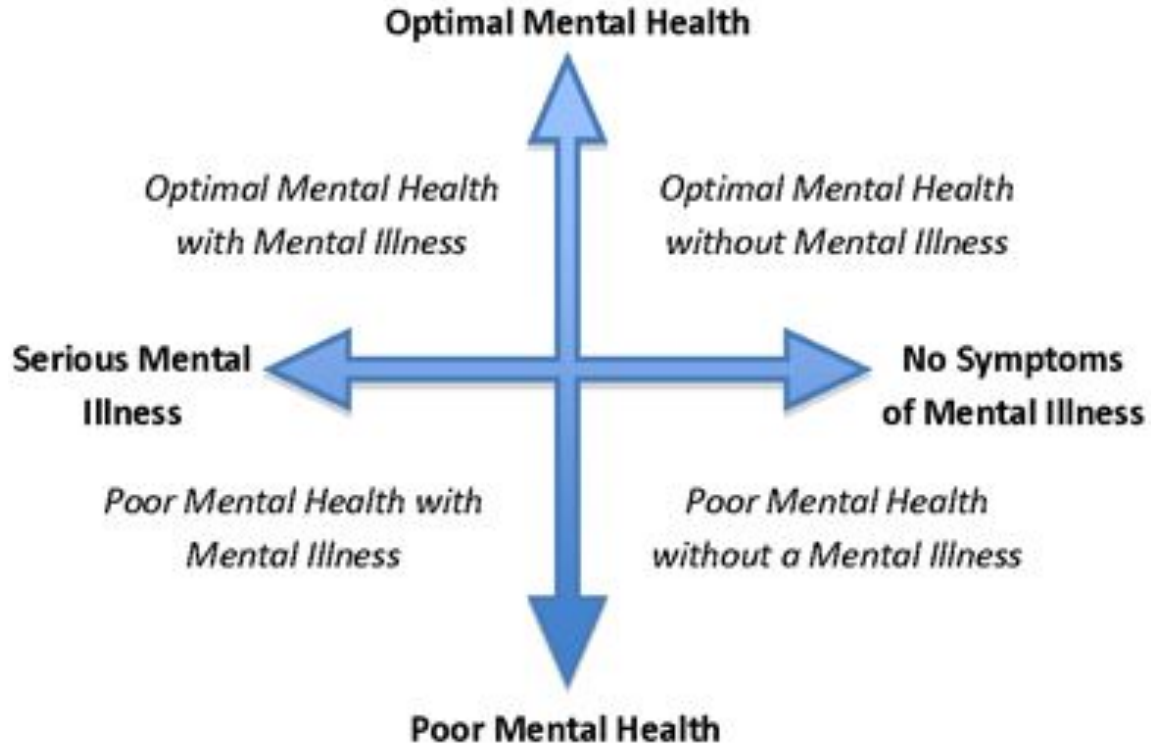 Optimal Mental Health
Optimal Mental Health
with Mental Illness
Optimal Mental Health
without Mental Illness
Serious Mental
Illness
No Symptoms
of Mental Illness
Poor Mental Health with
Mental Illness
Poor Mental Health
without a Mental Illness
Poor Mental Health